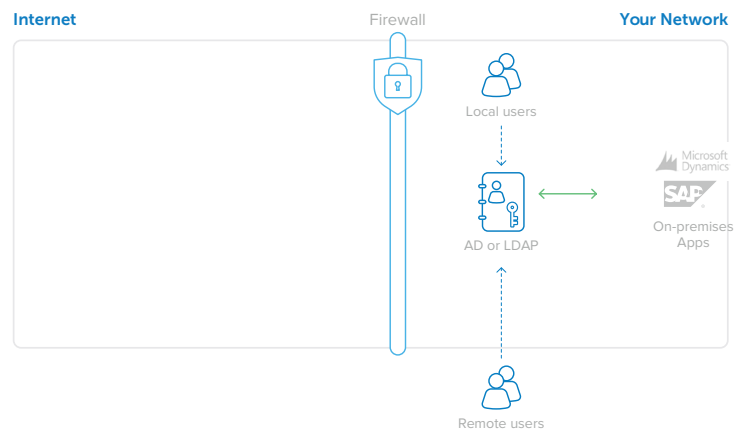 Internet
Firewall
Your Network
Local users
Microsoft
Dynamics
SAP
On-premises
Apps
AD or LDAP
Remote users